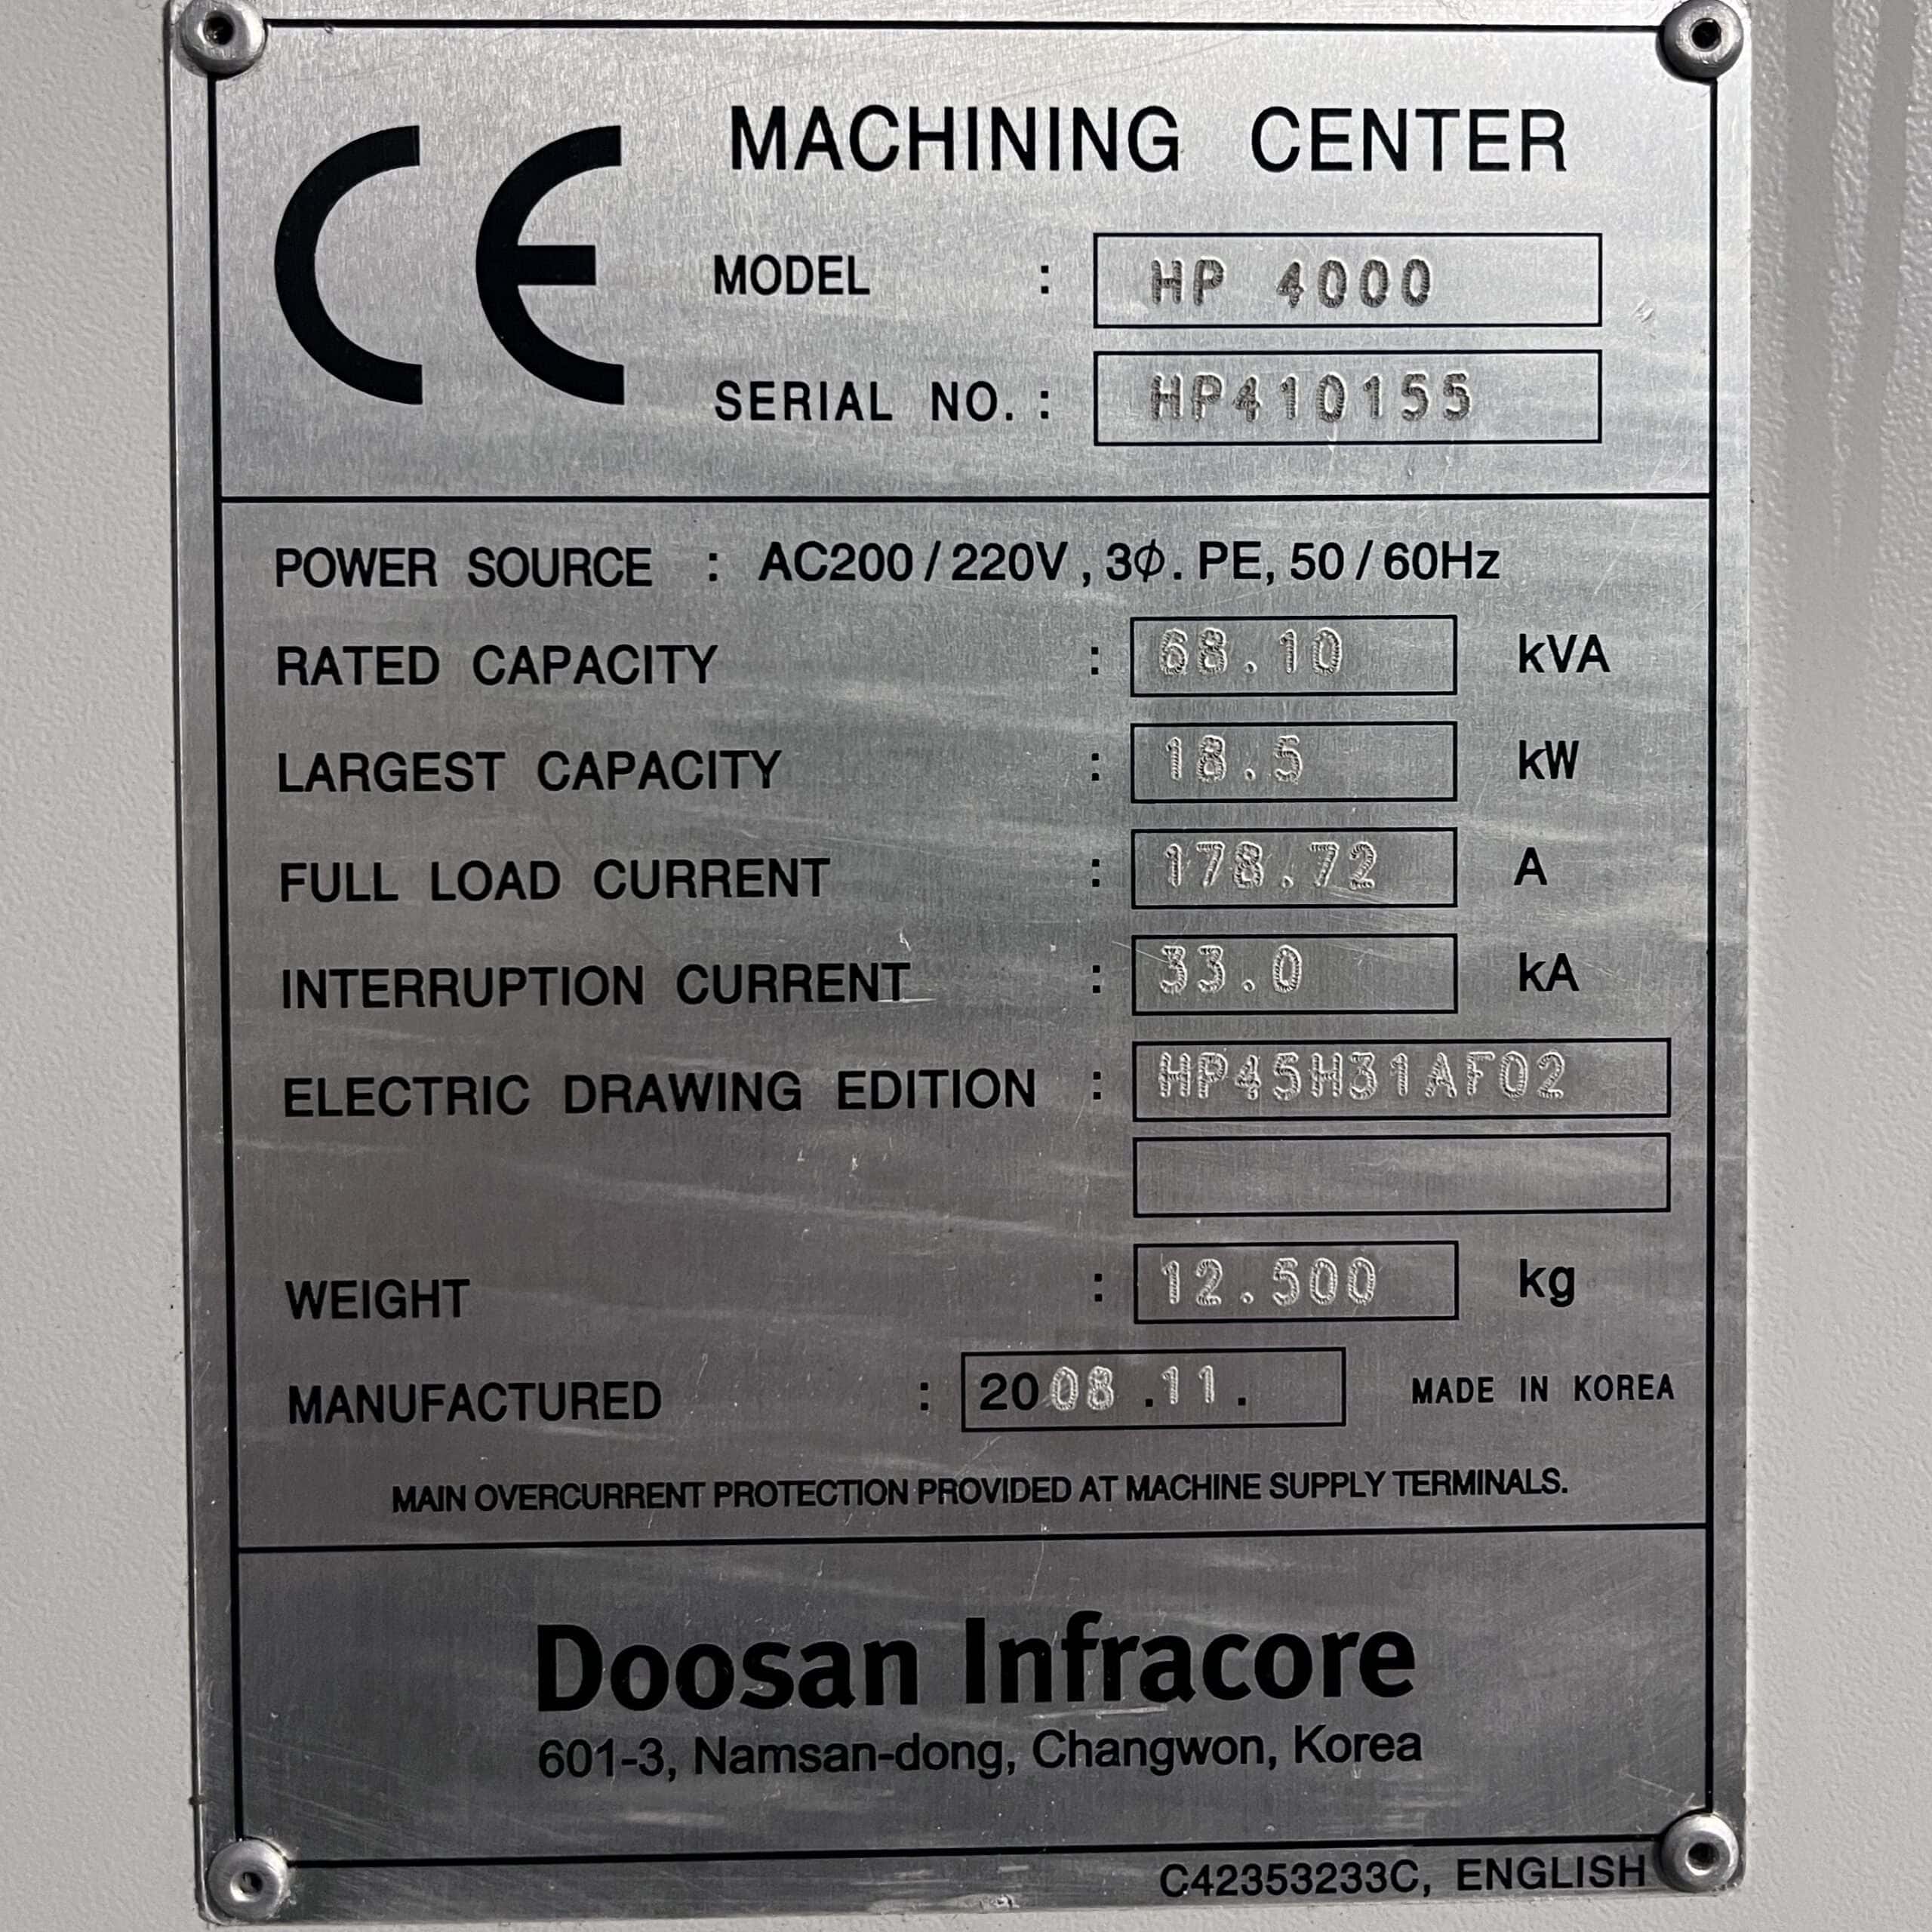 CE
MACHINING CENTER
MODEL : HP 4000
SERIAL NO. : HP410155
POWER SOURCE : AC200 / 220V , 3φ . PE, 50 / 60Hz
RATED CAPACITY : 68.10 kVA
LARGEST CAPACITY : 18.5 kW
FULL LOAD CURRENT : 178.72 A
INTERRUPTION CURRENT : 33.0 kA
ELECTRIC DRAWING EDITION : HP45H31AF02
WEIGHT : 12.500 kg
MANUFACTURED : 2008 .11. MADE IN KOREA
MAIN OVERCURRENT PROTECTION PROVIDED AT MACHINE SUPPLY TERMINALS.
Doosan Infracore
601-3, Namsan-dong, Changwon, Korea
C42353233C, ENGLISH